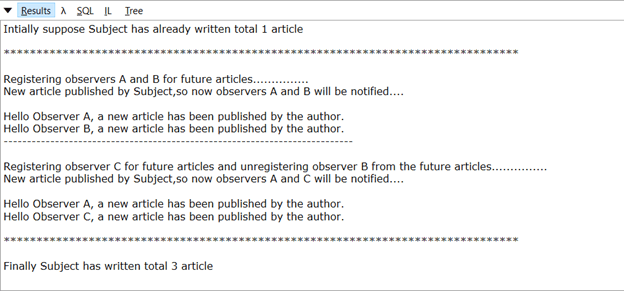 Results λ SQL IL Tree
Intially suppose Subject has already written total 1 article
*******************************************************************************
Registering observers A and B for future articles...............
New article published by Subject,so now observers A and B will be notified....
Hello Observer A, a new article has been published by the author.
Hello Observer B, a new article has been published by the author.
---------------------------------------------------------------------------
Registering observer C for future articles and unregistering observer B from the future articles...............
New article published by Subject,so now observers A and C will be notified....
Hello Observer A, a new article has been published by the author.
Hello Observer C, a new article has been published by the author.
*******************************************************************************
Finally Subject has written total 3 article